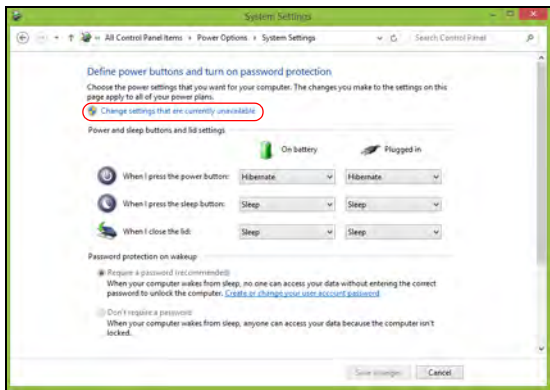 System Settings
All Control Panel Items Power Options System Settings Search Control Panel
Define power buttons and turn on password protection
Choose the power settings that you want for your computer. The changes you make to the settings on this
page apply to all of your power plans.
Change settings that are currently unavailable
Power and sleep buttons and lid settings
On battery Plugged in
When I press the power button: Hibernate Hibernate
When I press the sleep button: Sleep Sleep
When I close the lid: Sleep Sleep
Password protection on wakeup
Require a password (recommended)
When your computer wakes from sleep, no one can access your data without entering the correct
password to unlock the computer. Create or change your user account password
Don't require a password
When your computer wakes from sleep, anyone can access your data because the computer isn't
locked.
Save changes Cancel